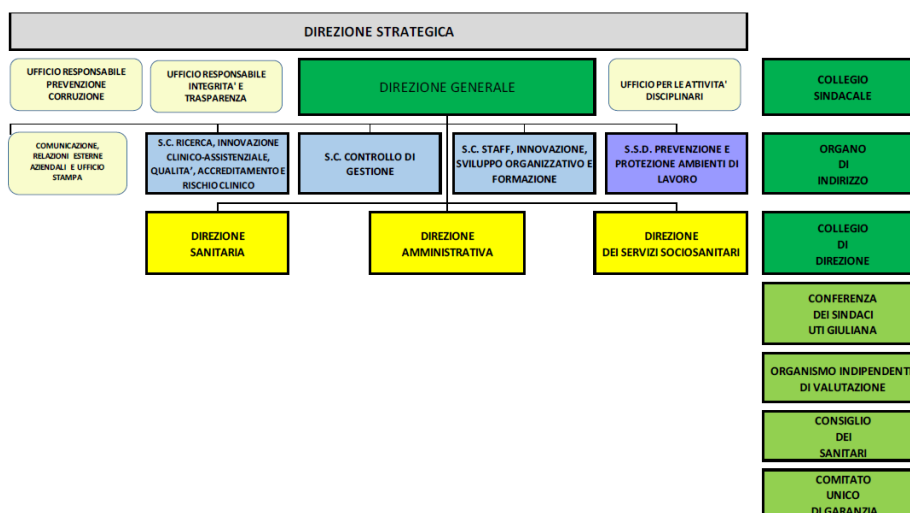 DIREZIONE STRATEGICA
UFFICIO RESPONSABILE
PREVENZIONE
CORRUZIONE
UFFICIO RESPONSABILE
INTEGRITA' E
TRASPARENZA
DIREZIONE GENERALE
UFFICIO PER LE ATTIVITA'
DISCIPLINARI
COLLEGIO
SINDACALE
COMUNICAZIONE,
RELAZIONI ESTERNE
AZIENDALI E UFFICIO
STAMPA
S.C. RICERCA, INNOVAZIONE
CLINICO-ASSISTENZIALE,
QUALITA', ACCREDITAMENTO E
RISCHIO CLINICO
S.C. CONTROLLO DI
GESTIONE
S.C. STAFF, INNOVAZIONE,
SVILUPPO ORGANIZZATIVO E
FORMAZIONE
S.S.D. PREVENZIONE E
PROTEZIONE AMBIENTI DI
LAVORO
ORGANO
DI
INDIRIZZO
DIREZIONE
SANITARIA
DIREZIONE
AMMINISTRATIVA
DIREZIONE
DEI SERVIZI SOCIOSANITARI
COLLEGIO
DI
DIREZIONE
CONFERENZA
DEI SINDACI
UTI GIULIANA
ORGANISMO INDIPENDENTE
DI VALUTAZIONE
CONSIGLIO
DEI
SANITARI
COMITATO
UNICO
DI GARANZIA